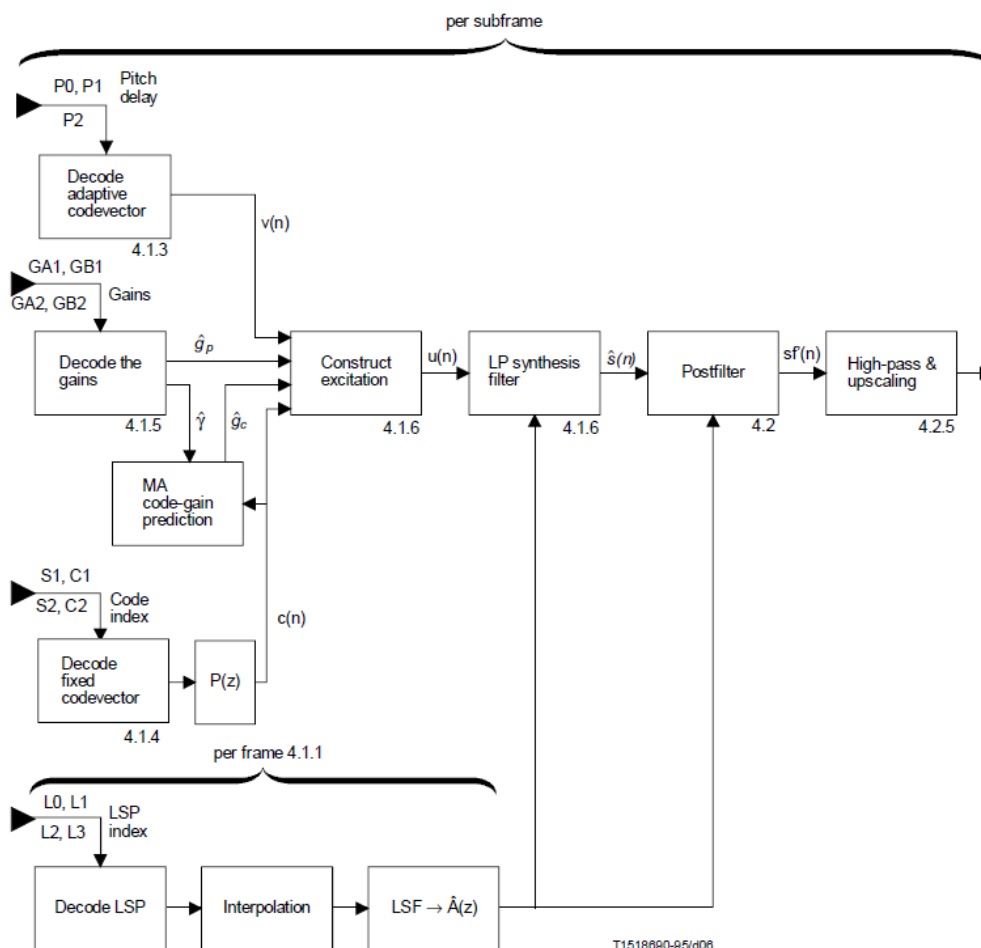 per subframe
P0, P1
Pitch
delay
P2
Decode
adaptive
codevector
4.1.3
v(n)
GA1, GB1
GA2, GB2
Gains
Decode the
gains
4.1.5
ĝp
γ̂
ĝc
Construct
excitation
4.1.6
u(n)
LP synthesis
filter
4.1.6
ŝ(n)
Postfilter
4.2
sf'(n)
High-pass &
upscaling
4.2.5
MA
code-gain
prediction
S1, C1
S2, C2
Code
index
c(n)
Decode
fixed
codevector
4.1.4
P(z)
per frame 4.1.1
L0, L1
L2, L3
LSP
index
Decode LSP
Interpolation
LSF → Â(z)
T1518690-95/d06